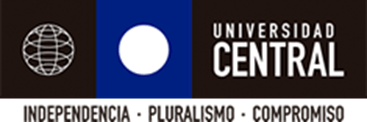 UNIVERSIDAD
CENTRAL
INDEPENDENCIA · PLURALISMO · COMPROMISO